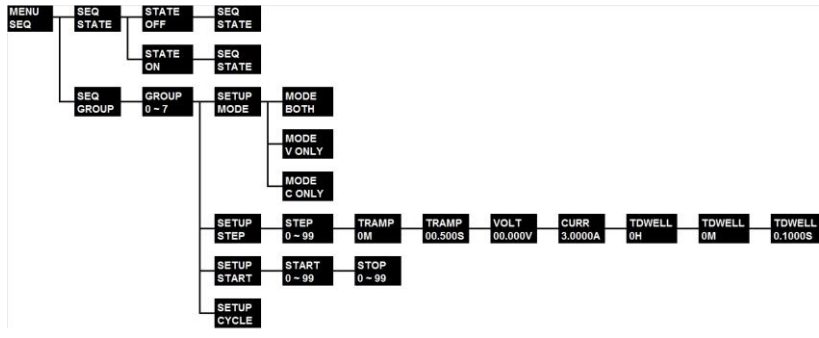 MENU
SEQ
SEQ
STATE
STATE
OFF
SEQ
STATE
STATE
ON
SEQ
STATE
SEQ
GROUP
GROUP
0 ~ 7
SETUP
MODE
MODE
BOTH
MODE
V ONLY
MODE
C ONLY
SETUP
STEP
STEP
0 ~ 99
TRAMP
0M
TRAMP
00.500S
VOLT
00.000V
CURR
3.0000A
TDWELL
0H
TDWELL
0M
TDWELL
0.1000S
SETUP
START
START
0 ~ 99
STOP
0 ~ 99
SETUP
CYCLE